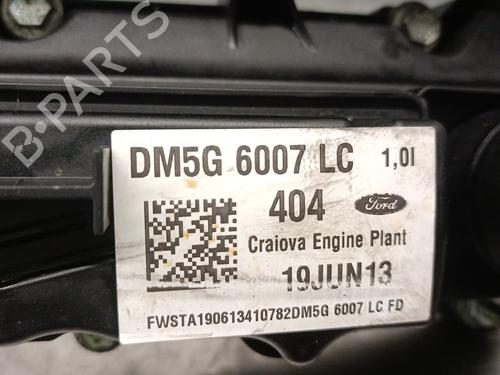 B-PARTS
DM5G 6007 LC 1,0l
404 Ford
Craiova Engine Plant
19JUN13
FWSTA190613410782DM5G 6007 LC FD